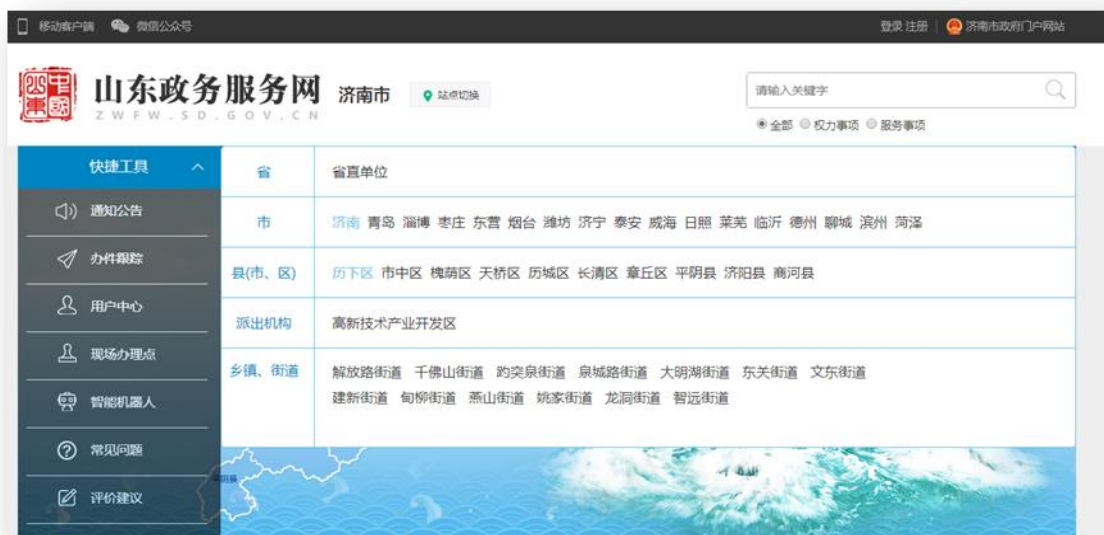 移动客户端 微信公众号 登录 注册 | 济南市政府门户网站
山东政务服务网 济南市 站点切换
ZWFW.SD.GOV.CN
请输入关键字
全部 权力事项 服务事项
快捷工具
通知公告
办件跟踪
用户中心
现场办理点
智能机器人
常见问题
评价建议
省 省直单位
市 济南 青岛 淄博 枣庄 东营 烟台 潍坊 济宁 泰安 威海 日照 莱芜 临沂 德州 聊城 滨州 菏泽
县(市、区) 历下区 市中区 槐荫区 天桥区 历城区 长清区 章丘区 平阴县 济阳县 商河县
派出机构 高新技术产业开发区
乡镇、街道 解放路街道 千佛山街道 趵突泉街道 泉城路街道 大明湖街道 东关街道 文东街道
建新街道 甸柳街道 燕山街道 姚家街道 龙洞街道 智远街道
平阴县